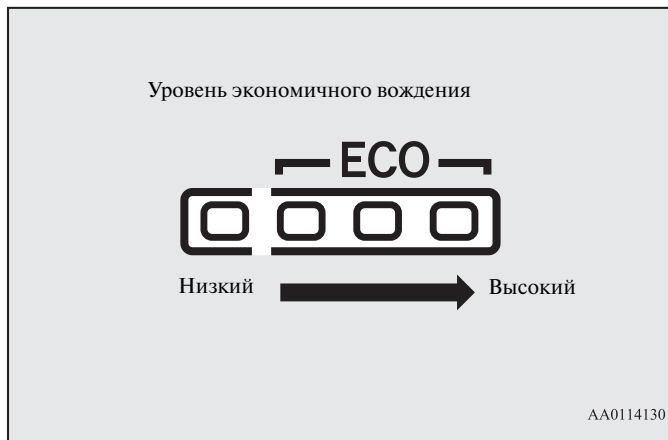 Уровень экономичного вождения
ECO
Низкий
Высокий
AA0114130